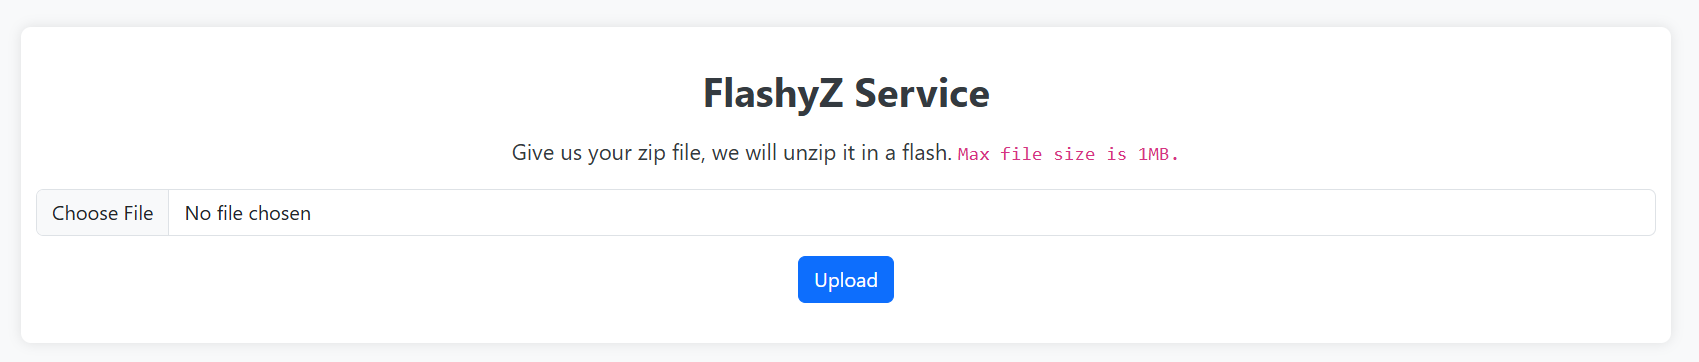 FlashyZ Service
Give us your zip file, we will unzip it in a flash. Max file size is 1MB.
Choose File No file chosen
Upload